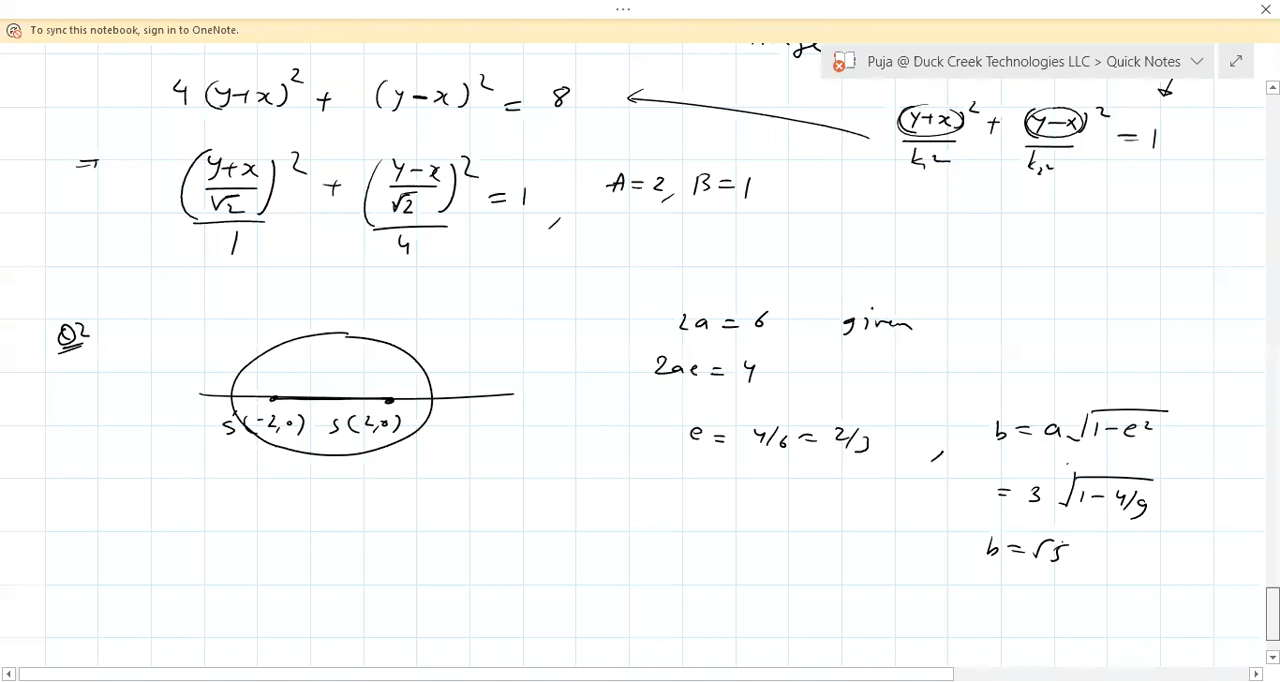 To sync this notebook, sign in to OneNote.
Puja @ Duck Creek Technologies LLC > Quick Notes
4 (y+x)² + (y-x)² = 8
(y+x)²/k₁² + (y-x)²/k₂² = 1
⇒ ((y+x)/√2)²/1 + ((y-x)/√2)²/4 = 1, A=2, B=1
Q2
2a = 6 given
2ae = 4
S'(-2,0) S(2,0)
e = 4/6 = 2/3 , b = a√(1-e²)
= 3 √(1-4/9)
b = √5